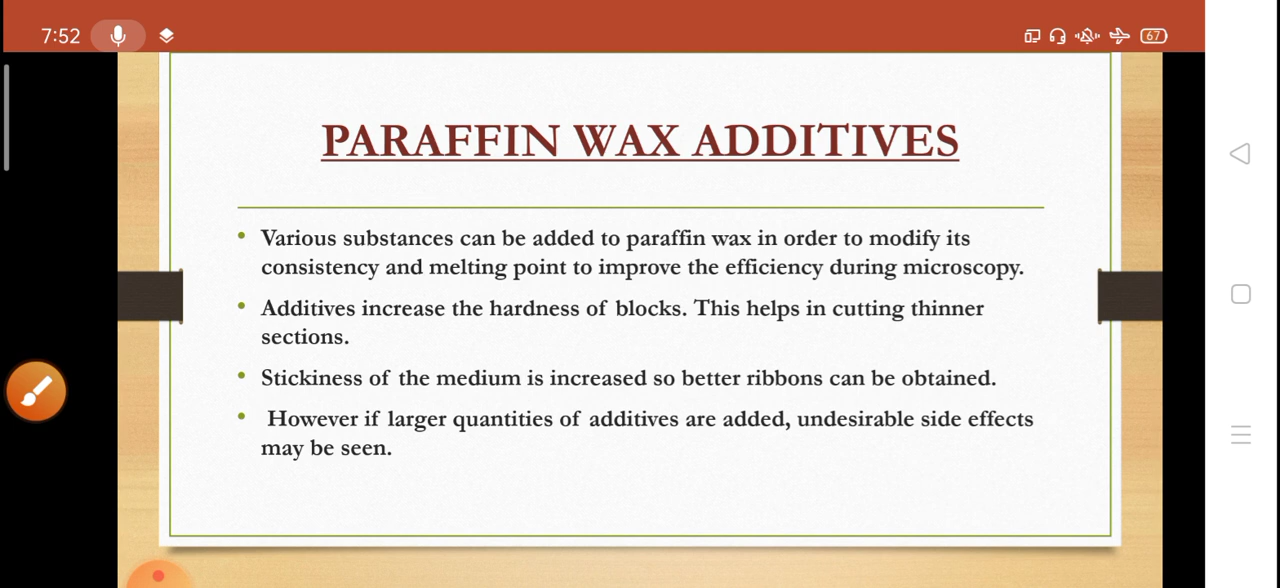 7:52
67
PARAFFIN WAX ADDITIVES
• Various substances can be added to paraffin wax in order to modify its
consistency and melting point to improve the efficiency during microscopy.
• Additives increase the hardness of blocks. This helps in cutting thinner
sections.
• Stickiness of the medium is increased so better ribbons can be obtained.
• However if larger quantities of additives are added, undesirable side effects
may be seen.